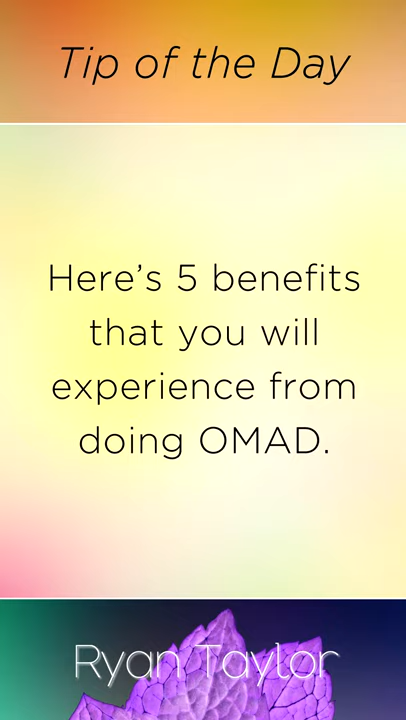 Tip of the Day
Here’s 5 benefits
that you will
experience from
doing OMAD.
Ryan Taylor